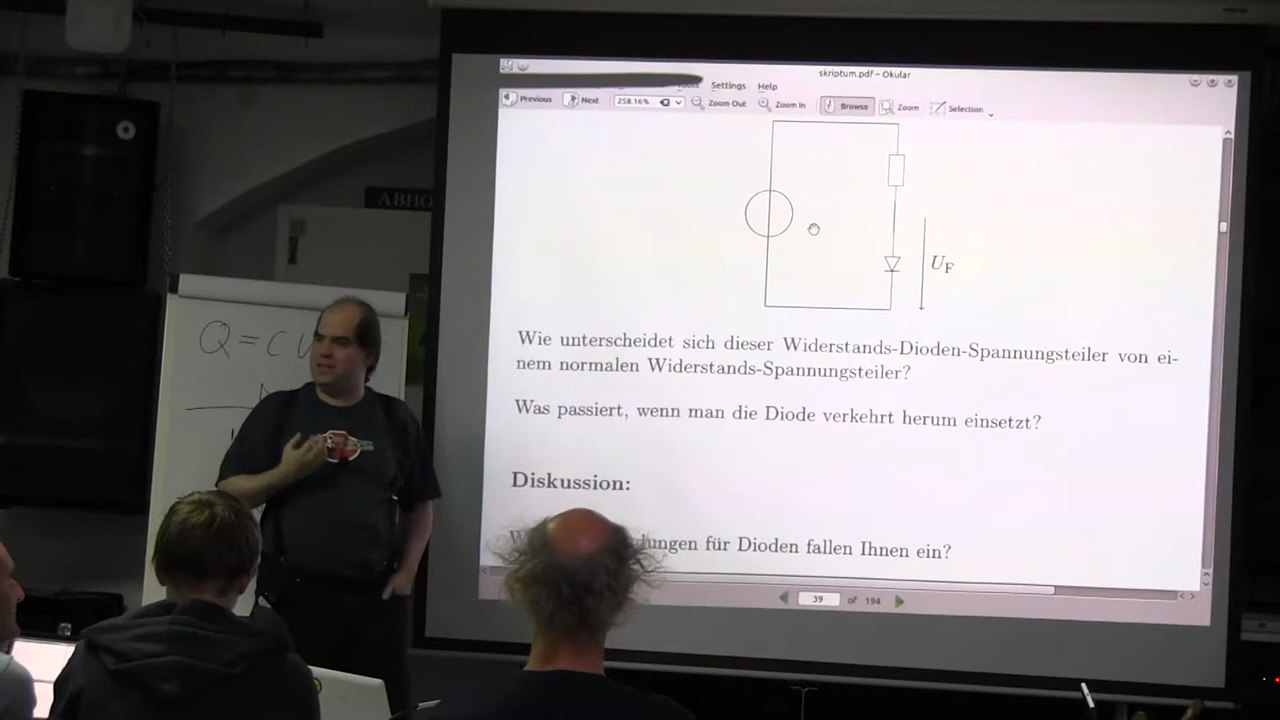 skriptum.pdf – Okular
Settings Help
Previous Next 258.16% Zoom Out Zoom In Browse Zoom Selection
ABHO
Q = C U
U_F
Wie unterscheidet sich dieser Widerstands-Dioden-Spannungsteiler von ei-
nem normalen Widerstands-Spannungsteiler?
Was passiert, wenn man die Diode verkehrt herum einsetzt?
Diskussion:
für Dioden fallen Ihnen ein?
39 of 194